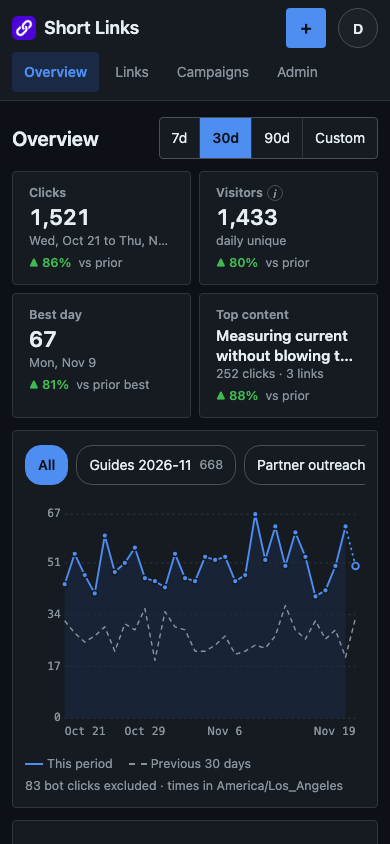 Short Links
+
D
Overview
Links
Campaigns
Admin
Overview
7d
30d
90d
Custom
Clicks
1,521
Wed, Oct 21 to Thu, N...
▲ 86% vs prior
Visitors i
1,433
daily unique
▲ 80% vs prior
Best day
67
Mon, Nov 9
▲ 81% vs prior best
Top content
Measuring current
without blowing t...
252 clicks · 3 links
▲ 88% vs prior
All
Guides 2026-11 668
Partner outreach
67
51
34
17
0
Oct 21 Oct 29 Nov 6 Nov 19
This period
Previous 30 days
83 bot clicks excluded · times in America/Los_Angeles